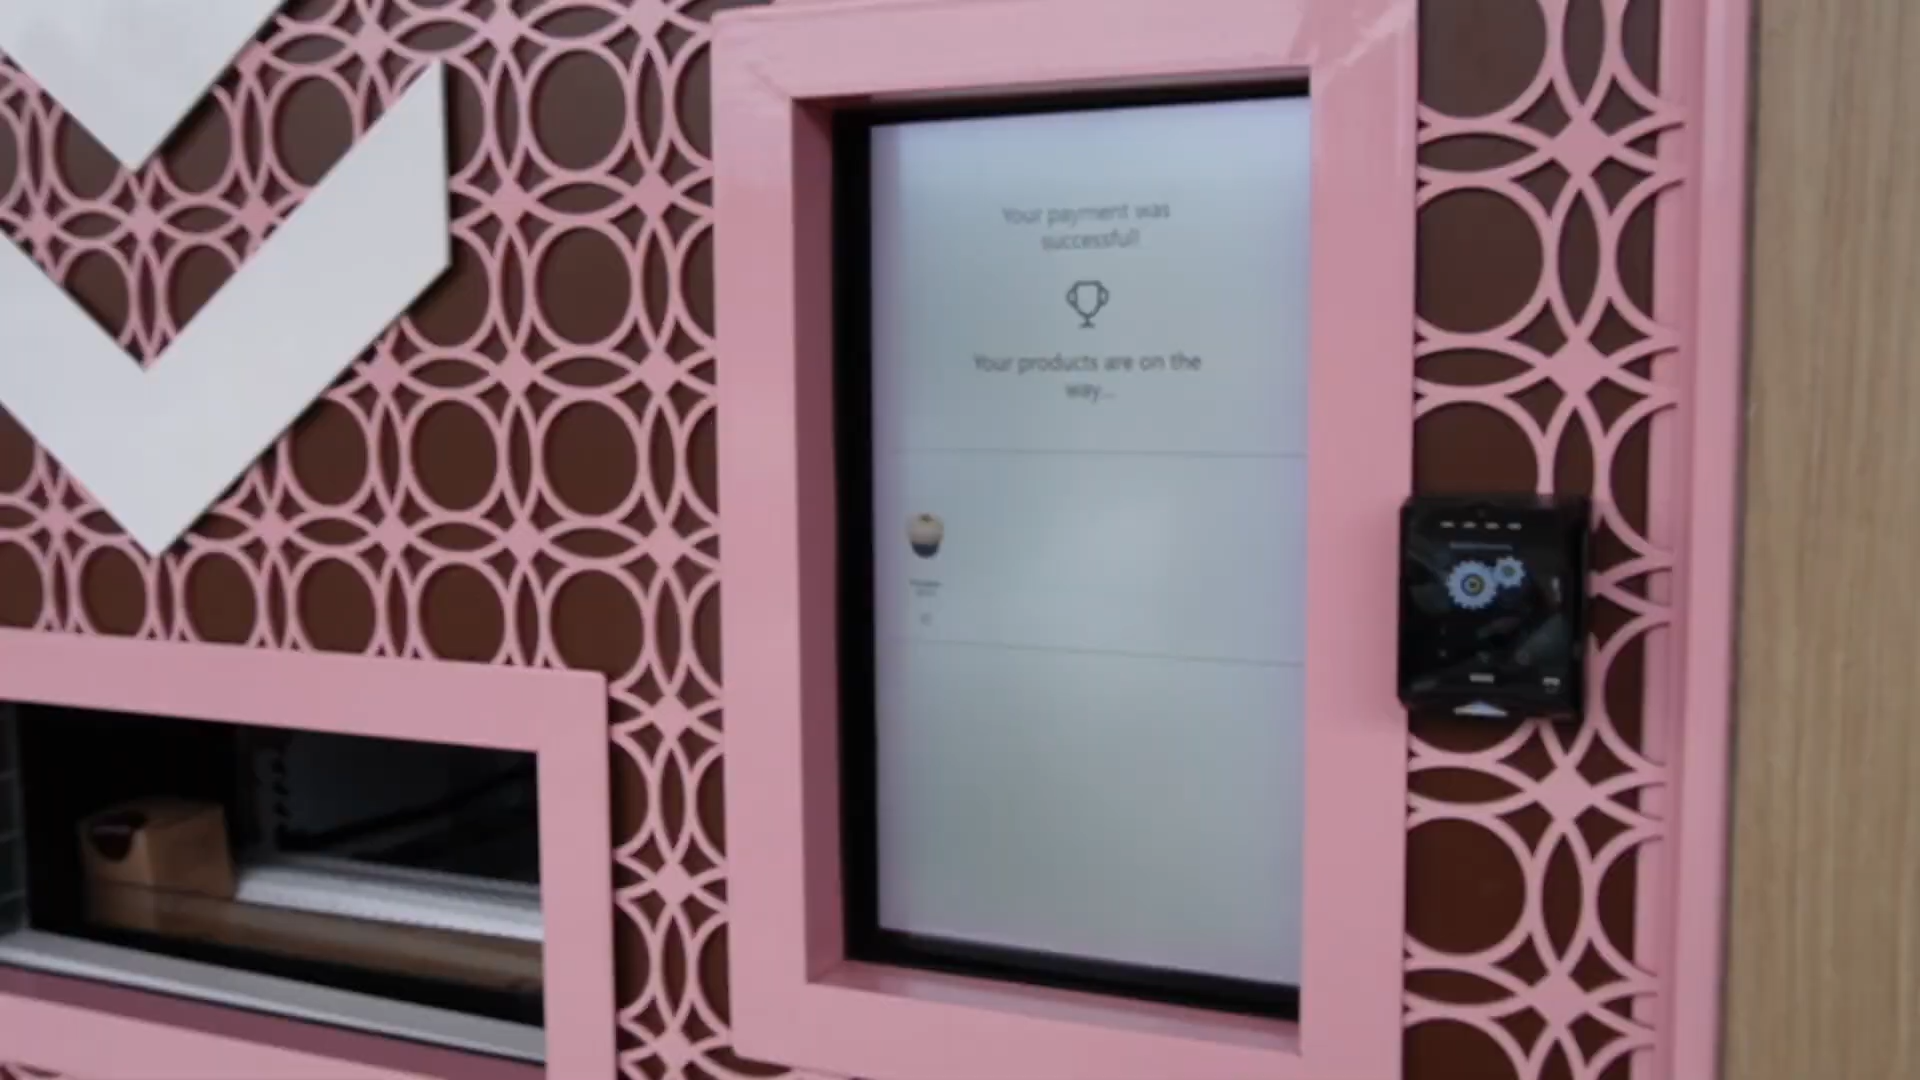 Your payment was
successful!
Your products are on the
way...